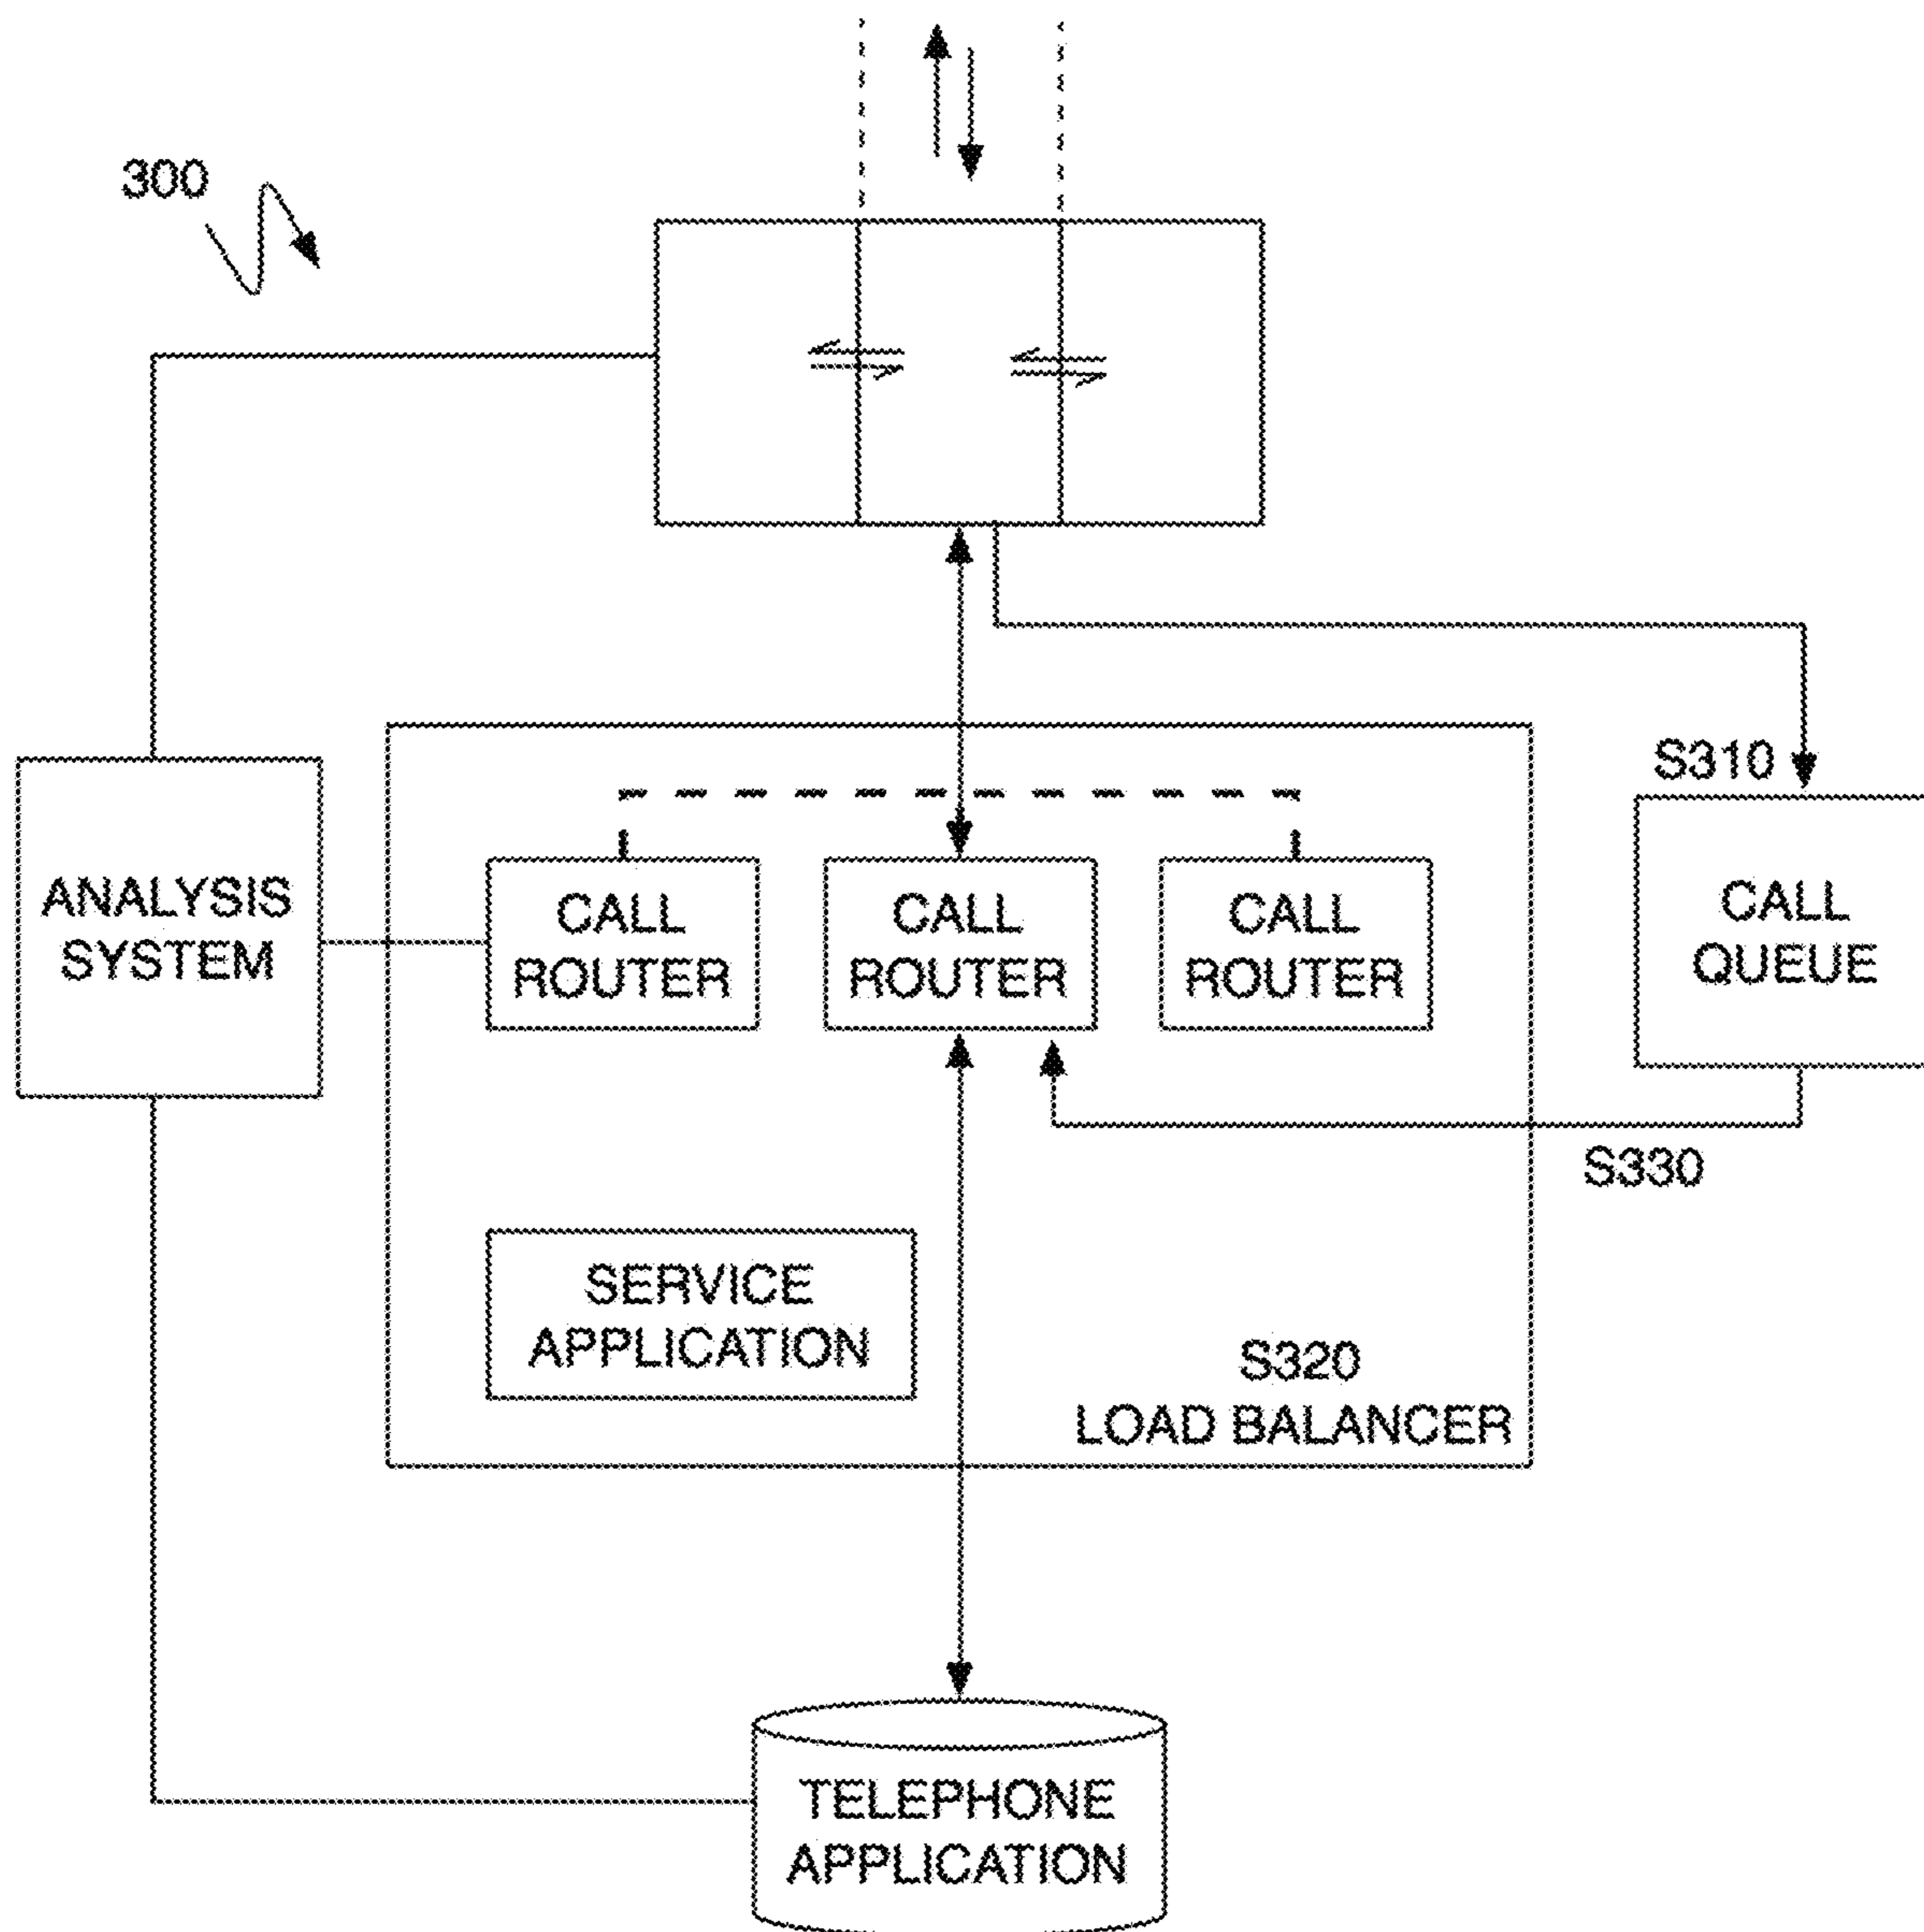 300
S310
ANALYSIS
SYSTEM
CALL
ROUTER
CALL
ROUTER
CALL
ROUTER
CALL
QUEUE
S330
SERVICE
APPLICATION
S320
LOAD BALANCER
TELEPHONE
APPLICATION